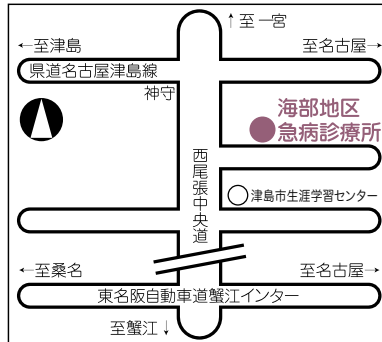 ↑至一宮
←至津島
至名古屋→
県道名古屋津島線
神守
海部地区
急病診療所
西尾張中央道
津島市生涯学習センター
←至桑名
至名古屋→
東名阪自動車道蟹江インター
至蟹江↓